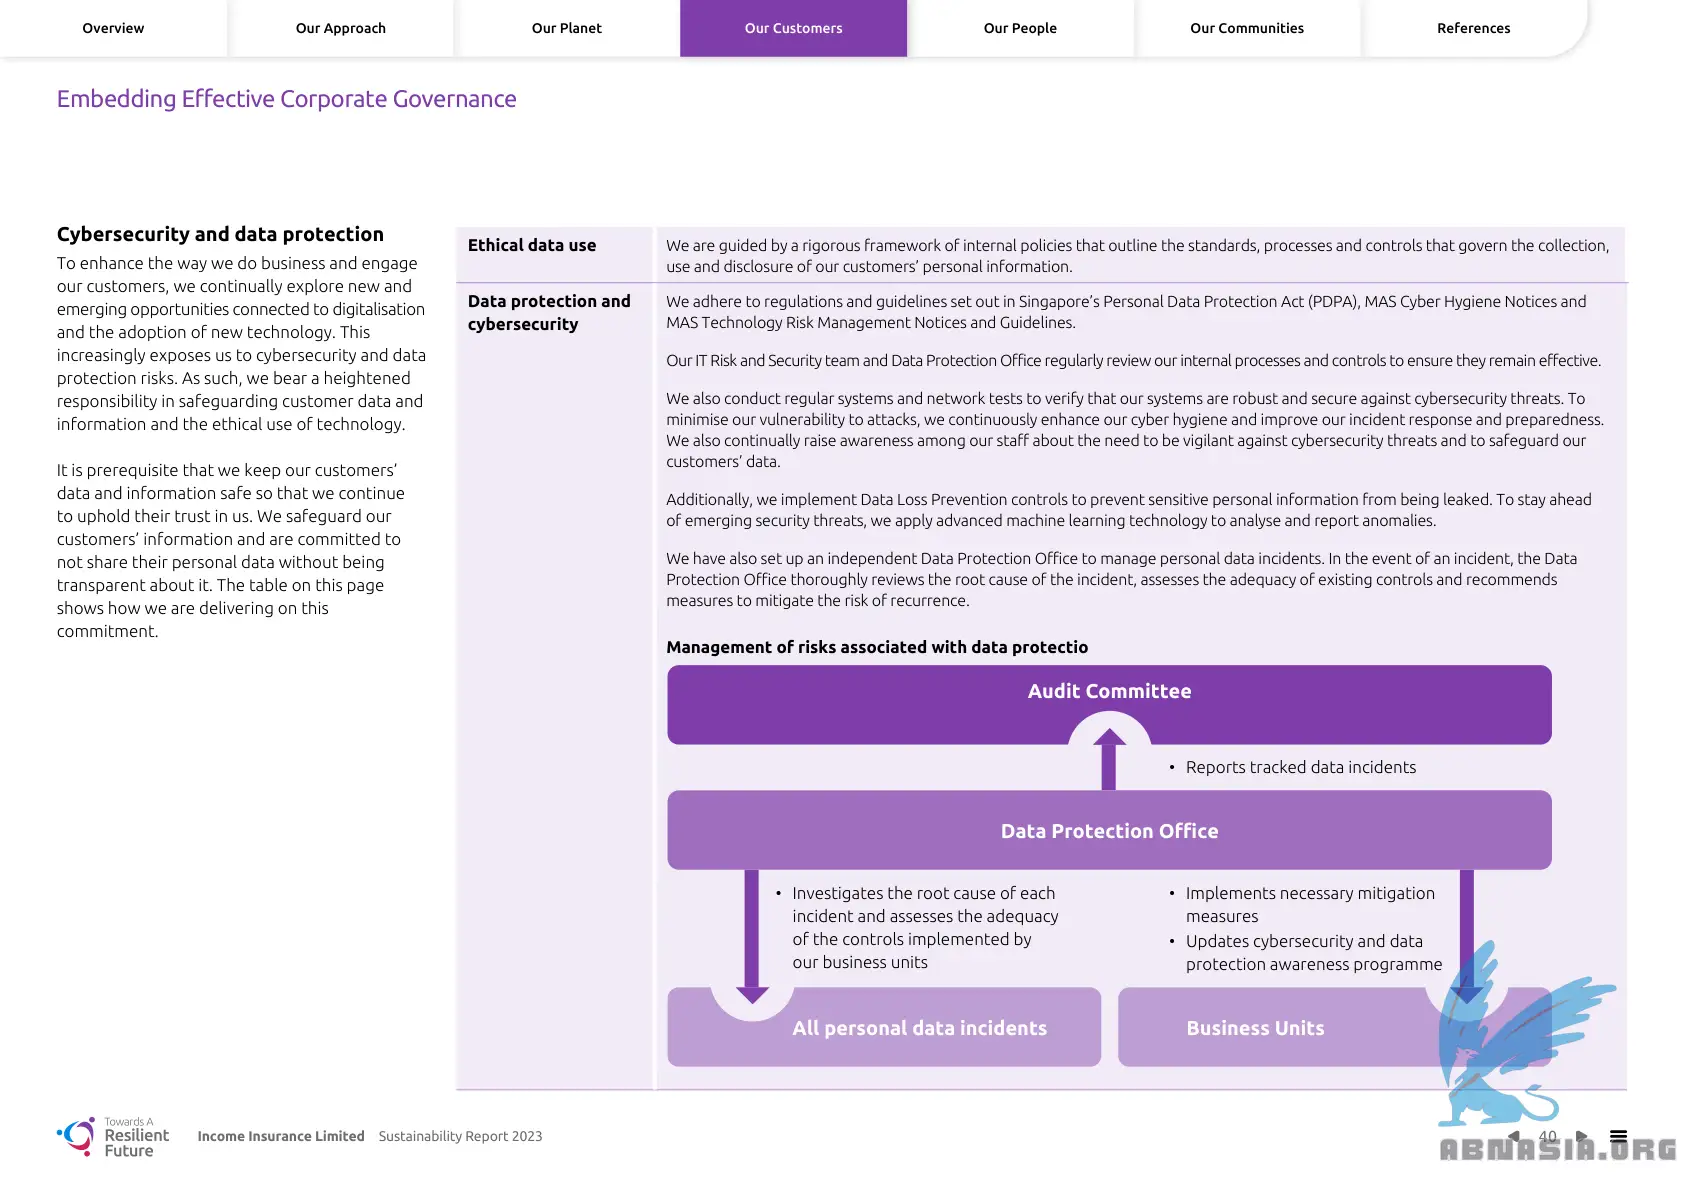 Overview
Our Approach
Our Planet
Our Customers
Our People
Our Communities
References
Embedding Effective Corporate Governance
Cybersecurity and data protection
To enhance the way we do business and engage
our customers, we continually explore new and
emerging opportunities connected to digitalisation
and the adoption of new technology. This
increasingly exposes us to cybersecurity and data
protection risks. As such, we bear a heightened
responsibility in safeguarding customer data and
information and the ethical use of technology.
It is prerequisite that we keep our customers’
data and information safe so that we continue
to uphold their trust in us. We safeguard our
customers’ information and are committed to
not share their personal data without being
transparent about it. The table on this page
shows how we are delivering on this
commitment.
Ethical data use
We are guided by a rigorous framework of internal policies that outline the standards, processes and controls that govern the collection,
use and disclosure of our customers’ personal information.
Data protection and
cybersecurity
We adhere to regulations and guidelines set out in Singapore’s Personal Data Protection Act (PDPA), MAS Cyber Hygiene Notices and
MAS Technology Risk Management Notices and Guidelines.
Our IT Risk and Security team and Data Protection Office regularly review our internal processes and controls to ensure they remain effective.
We also conduct regular systems and network tests to verify that our systems are robust and secure against cybersecurity threats. To
minimise our vulnerability to attacks, we continuously enhance our cyber hygiene and improve our incident response and preparedness.
We also continually raise awareness among our staff about the need to be vigilant against cybersecurity threats and to safeguard our
customers’ data.
Additionally, we implement Data Loss Prevention controls to prevent sensitive personal information from being leaked. To stay ahead
of emerging security threats, we apply advanced machine learning technology to analyse and report anomalies.
We have also set up an independent Data Protection Office to manage personal data incidents. In the event of an incident, the Data
Protection Office thoroughly reviews the root cause of the incident, assesses the adequacy of existing controls and recommends
measures to mitigate the risk of recurrence.
Management of risks associated with data protectio
Audit Committee
• Reports tracked data incidents
Data Protection Office
• Investigates the root cause of each
incident and assesses the adequacy
of the controls implemented by
our business units
• Implements necessary mitigation
measures
• Updates cybersecurity and data
protection awareness programme
All personal data incidents
Business Units
Towards A
Resilient
Future
Income Insurance Limited Sustainability Report 2023
40
ABNASIA.ORG